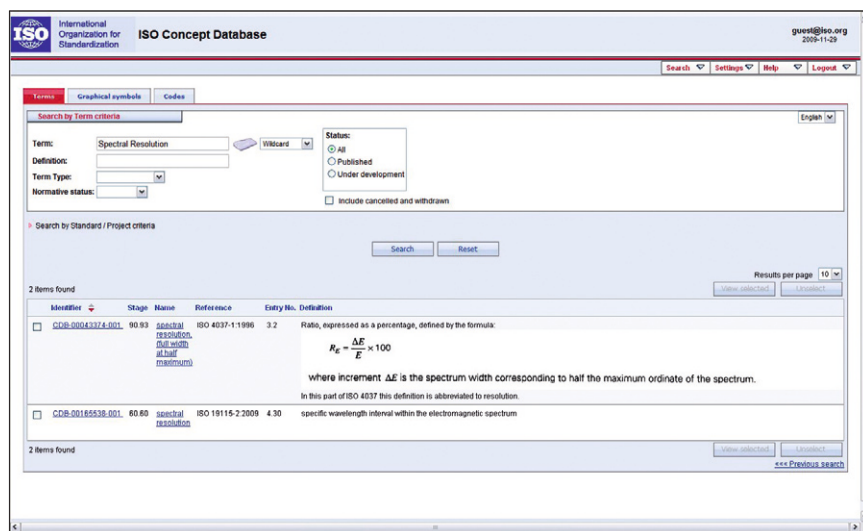 ISO
International
Organization for
Standardization
ISO Concept Database
guest@iso.org
2009-11-29
Search Settings Help Logout
Terms Graphical symbols Codes
Search by Term criteria
English
Term: Spectral Resolution Wildcard
Definition:
Term Type:
Normative status:
Status:
All
Published
Under development
Include cancelled and withdrawn
Search by Standard / Project criteria
Search Reset
Results per page 10
2 items found
View selected Unselect
Identifier Stage Name Reference Entry No. Definition
CDB-00043374-001 90.93 spectral resolution, (full width at half maximum) ISO 4037-1:1996 3.2 Ratio, expressed as a percentage, defined by the formula:
R_E = ΔE/E × 100
where increment ΔE is the spectrum width corresponding to half the maximum ordinate of the spectrum.
In this part of ISO 4037 this definition is abbreviated to resolution.
CDB-00165538-001 60.60 spectral resolution ISO 19115-2:2009 4.30 specific wavelength interval within the electromagnetic spectrum
2 items found
View selected Unselect
<<< Previous search